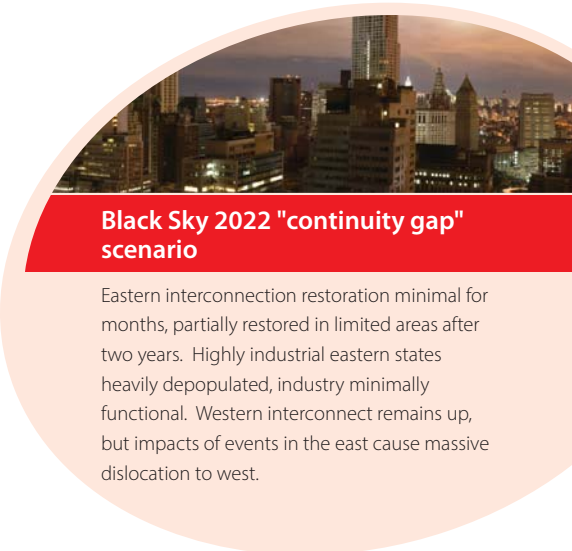 Black Sky 2022 "continuity gap"
scenario
Eastern interconnection restoration minimal for
months, partially restored in limited areas after
two years.  Highly industrial eastern states
heavily depopulated, industry minimally
functional.  Western interconnect remains up,
but impacts of events in the east cause massive
dislocation to west.